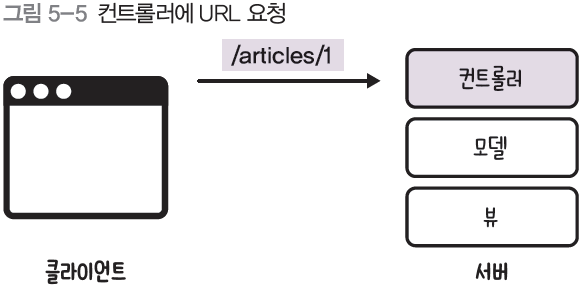 그림 5-5 컨트롤러에 URL 요청
/articles/1
컨트롤러
모델
뷰
클라이언트
서버